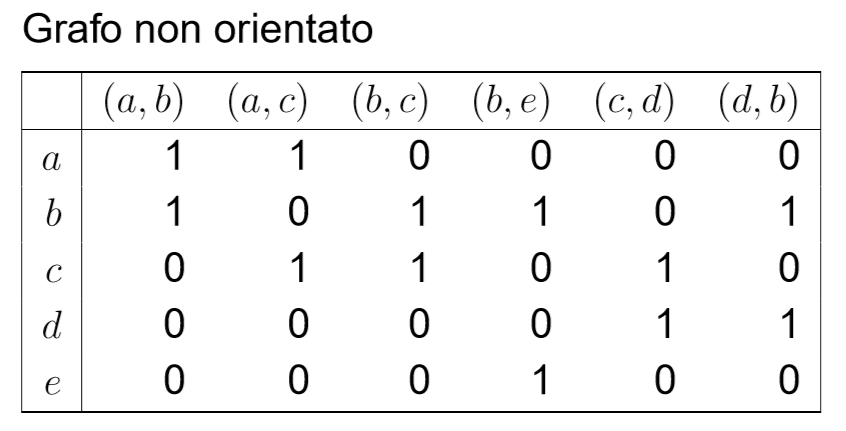 Grafo non orientato
(a, b) (a, c) (b, c) (b, e) (c, d) (d, b)
a 1 1 0 0 0 0
b 1 0 1 1 0 1
c 0 1 1 0 1 0
d 0 0 0 0 1 1
e 0 0 0 1 0 0